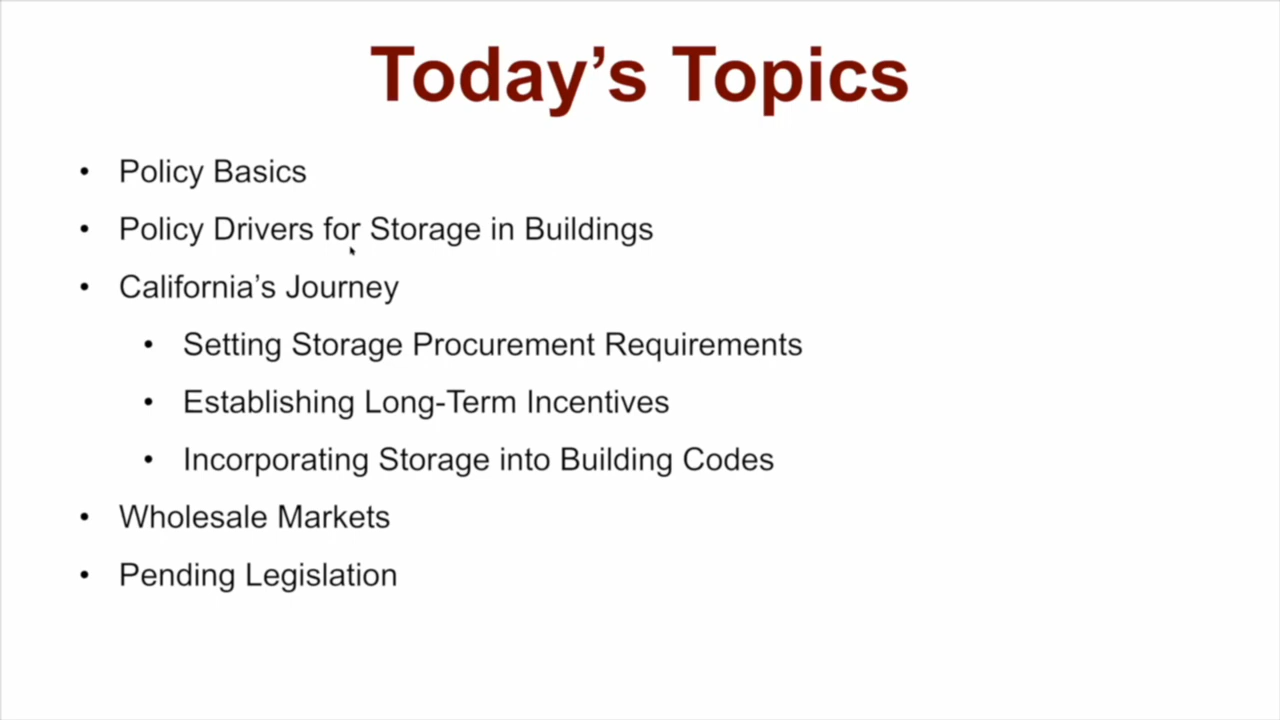 Today’s Topics
• Policy Basics
• Policy Drivers for Storage in Buildings
• California’s Journey
• Setting Storage Procurement Requirements
• Establishing Long-Term Incentives
• Incorporating Storage into Building Codes
• Wholesale Markets
• Pending Legislation